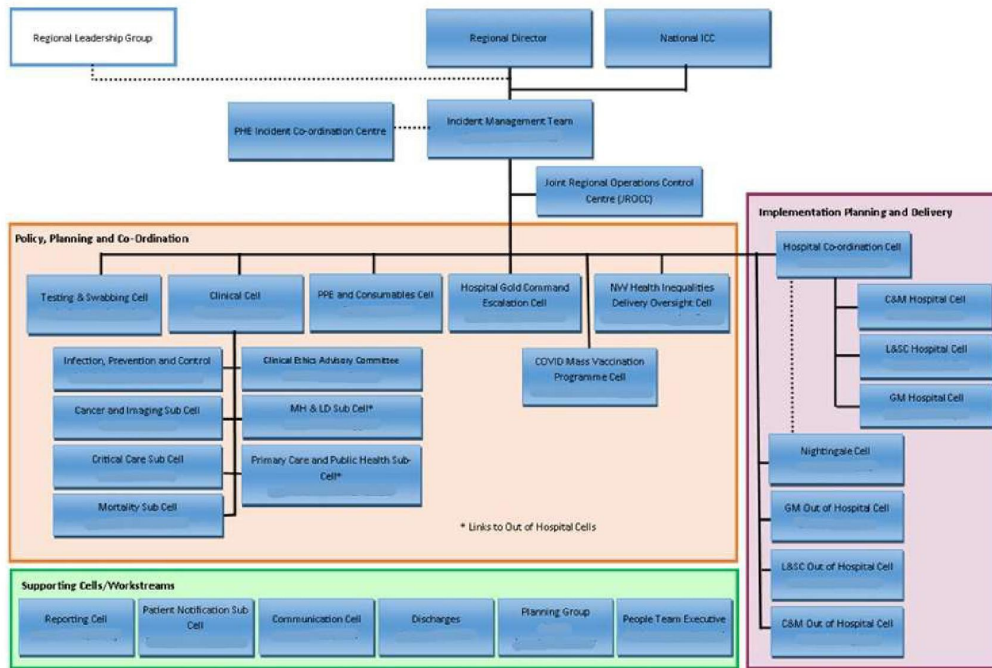 Regional Leadership Group
Regional Director
National ICC
PHE Incident Co-ordination Centre
Incident Management Team
Joint Regional Operations Control
Centre (JROCC)
Policy, Planning and Co-Ordination
Testing & Swabbing Cell
Clinical Cell
PPE and Consumables Cell
Hospital Gold Command
Escalation Cell
NW Health Inequalities
Delivery Oversight Cell
Infection, Prevention and Control
Clinical Ethics Advisory Committee
COVID Mass Vaccination
Programme Cell
Cancer and Imaging Sub Cell
MH & LD Sub Cell*
Critical Care Sub Cell
Primary Care and Public Health Sub-
Cell*
Mortality Sub Cell
* Links to Out of Hospital Cells
Implementation Planning and Delivery
Hospital Co-ordination Cell
C&M Hospital Cell
L&SC Hospital Cell
GM Hospital Cell
Nightingale Cell
GM Out of Hospital Cell
L&SC Out of Hospital Cell
C&M Out of Hospital Cell
Supporting Cells/Workstreams
Reporting Cell
Patient Notification Sub
Cell
Communication Cell
Discharges
Planning Group
People Team Executive